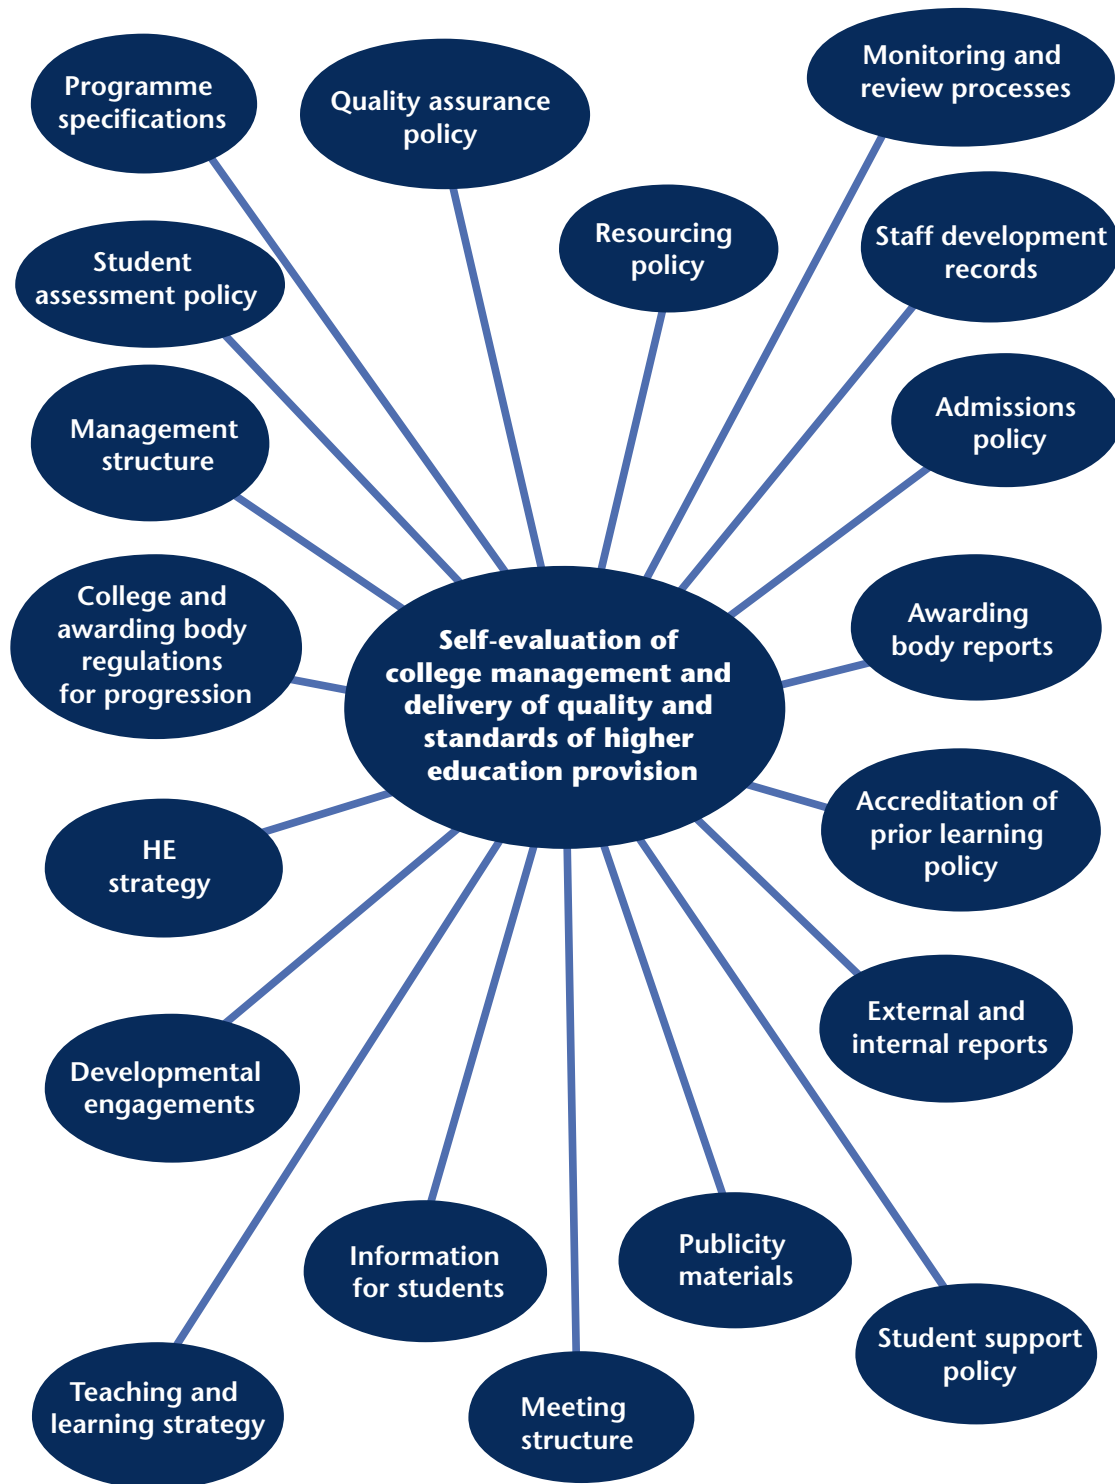 Programme
specifications
Quality assurance
policy
Monitoring and
review processes
Resourcing
policy
Staff development
records
Student
assessment policy
Management
structure
Admissions
policy
College and
awarding body
regulations
for progression
Self-evaluation of
college management and
delivery of quality and
standards of higher
education provision
Awarding
body reports
HE
strategy
Accreditation of
prior learning
policy
Developmental
engagements
External and
internal reports
Information
for students
Publicity
materials
Teaching and
learning strategy
Meeting
structure
Student support
policy